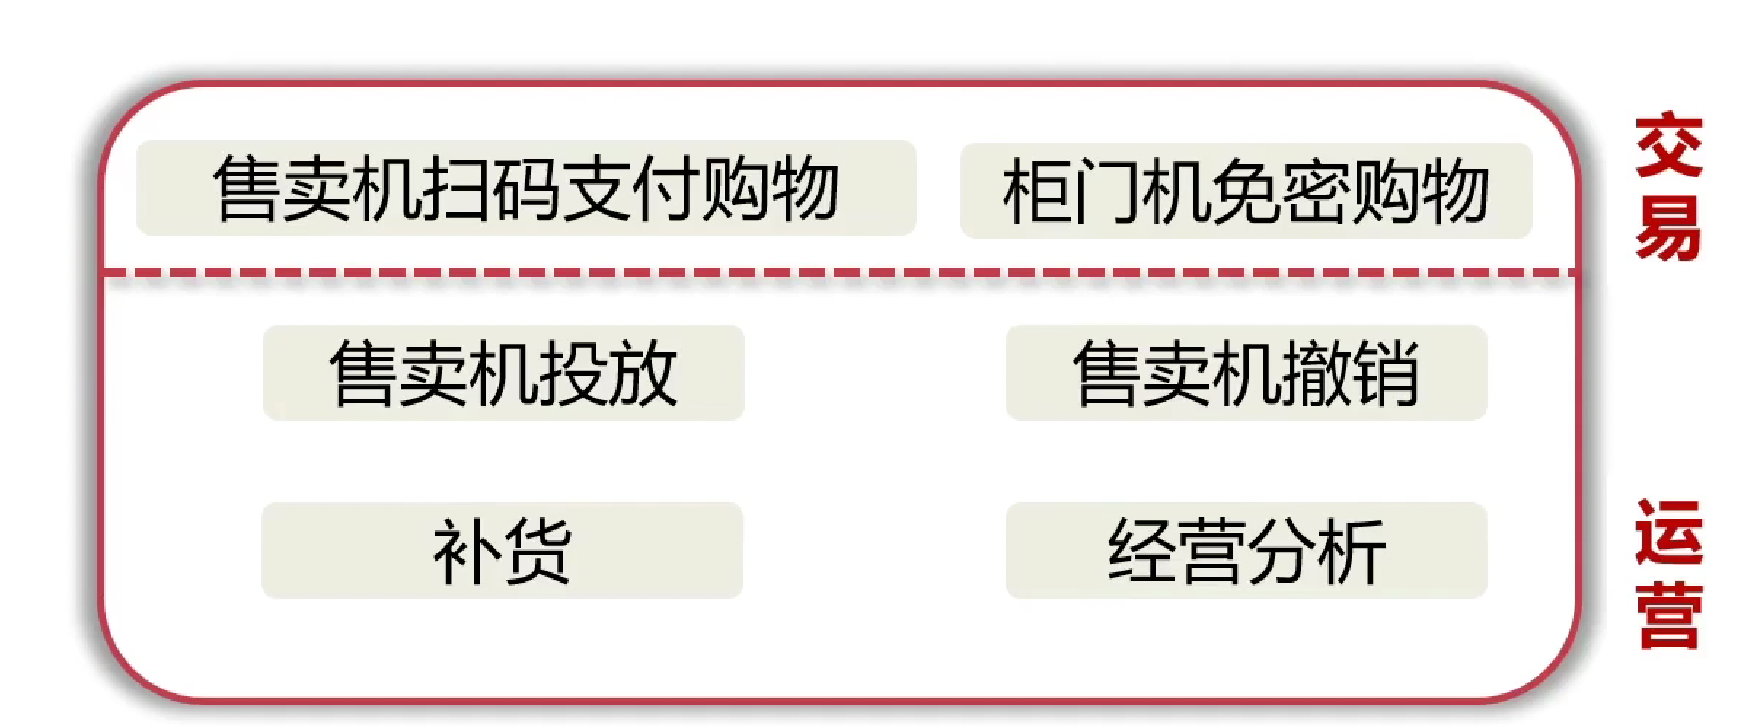 售卖机扫码支付购物
柜门机免密购物
交易
售卖机投放
售卖机撤销
补货
经营分析
运营